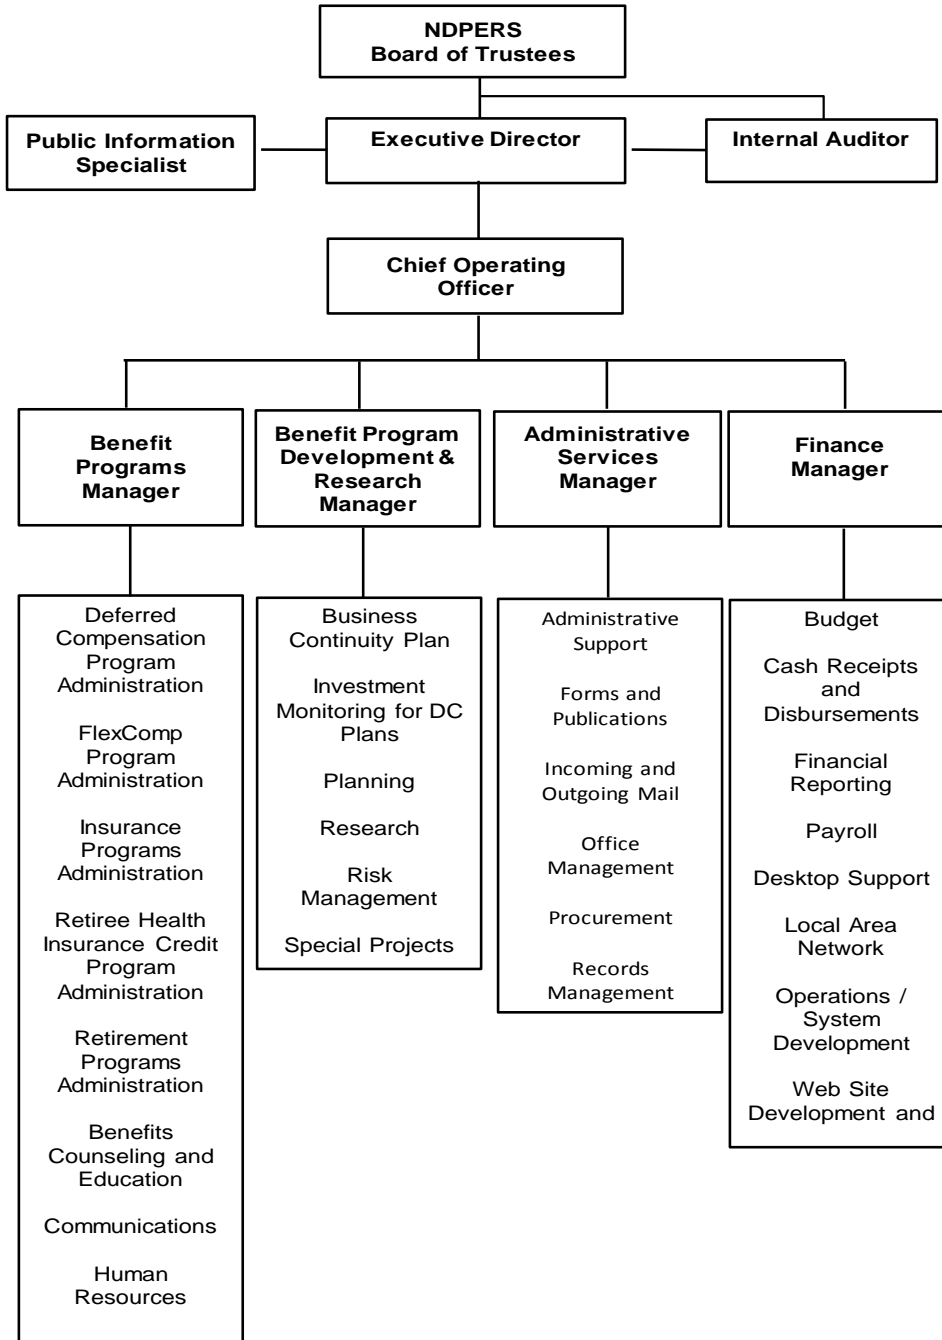 NDPERS
Board of Trustees
Public Information
Specialist
Executive Director
Internal Auditor
Chief Operating
Officer
Benefit
Programs
Manager
Benefit Program
Development &
Research
Manager
Administrative
Services
Manager
Finance
Manager
Deferred
Compensation
Program
Administration
FlexComp
Program
Administration
Insurance
Programs
Administration
Retiree Health
Insurance Credit
Program
Administration
Retirement
Programs
Administration
Benefits
Counseling and
Education
Communications
Human
Resources
Business
Continuity Plan
Investment
Monitoring for DC
Plans
Planning
Research
Risk
Management
Special Projects
Administrative
Support
Forms and
Publications
Incoming and
Outgoing Mail
Office
Management
Procurement
Records
Management
Budget
Cash Receipts
and
Disbursements
Financial
Reporting
Payroll
Desktop Support
Local Area
Network
Operations /
System
Development
Web Site
Development and